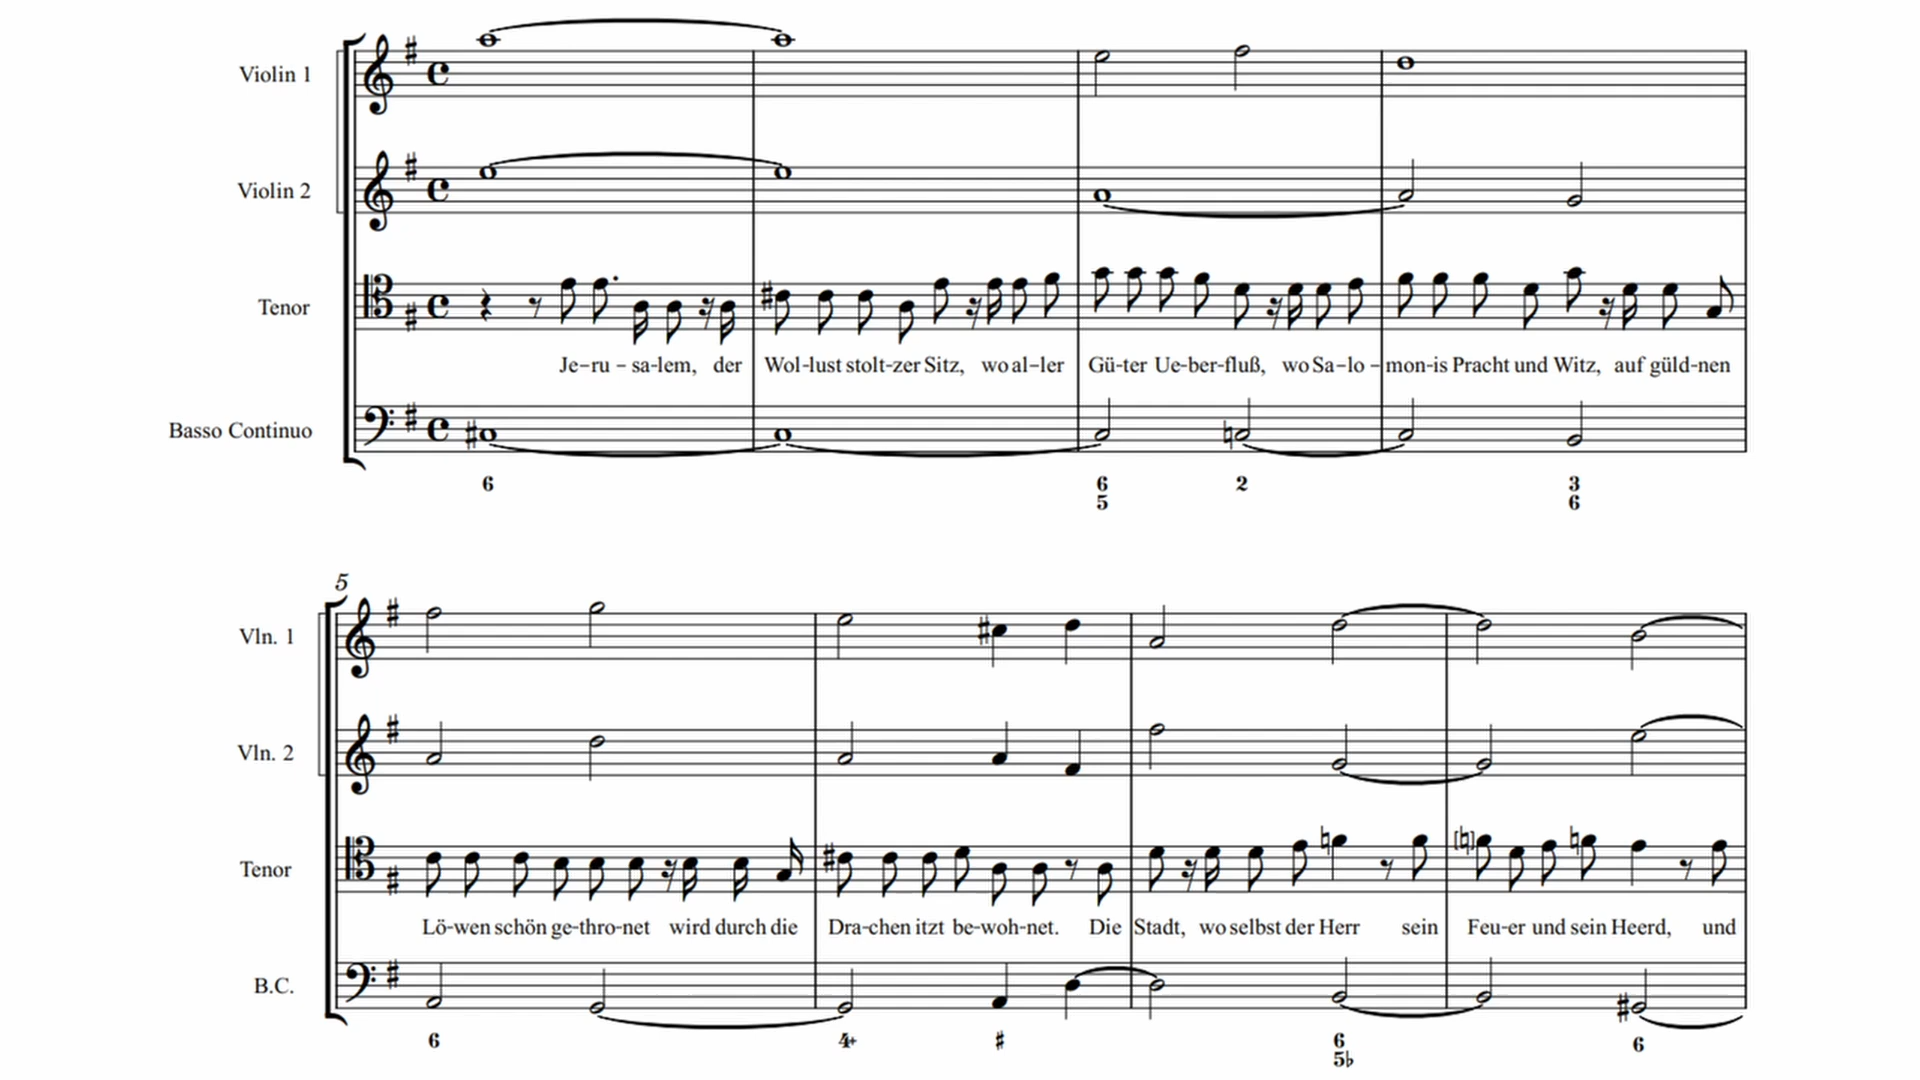 Violin 1
Violin 2
Tenor
Je-ru - sa-lem, der Wol-lust stolt-zer Sitz, wo al-ler Gü-ter Ue-ber-fluß, wo Sa-lo - mon-is Pracht und Witz, auf güld-nen
Basso Continuo
6 6 2 3
5 6
5
Vln. 1
Vln. 2
Tenor
Lö-wen schön ge-thro-net wird durch die Dra-chen itzt be-woh-net. Die Stadt, wo selbst der Herr sein Feu-er und sein Heerd, und
B.C.
6 4+ ♯ 6 6
5♭